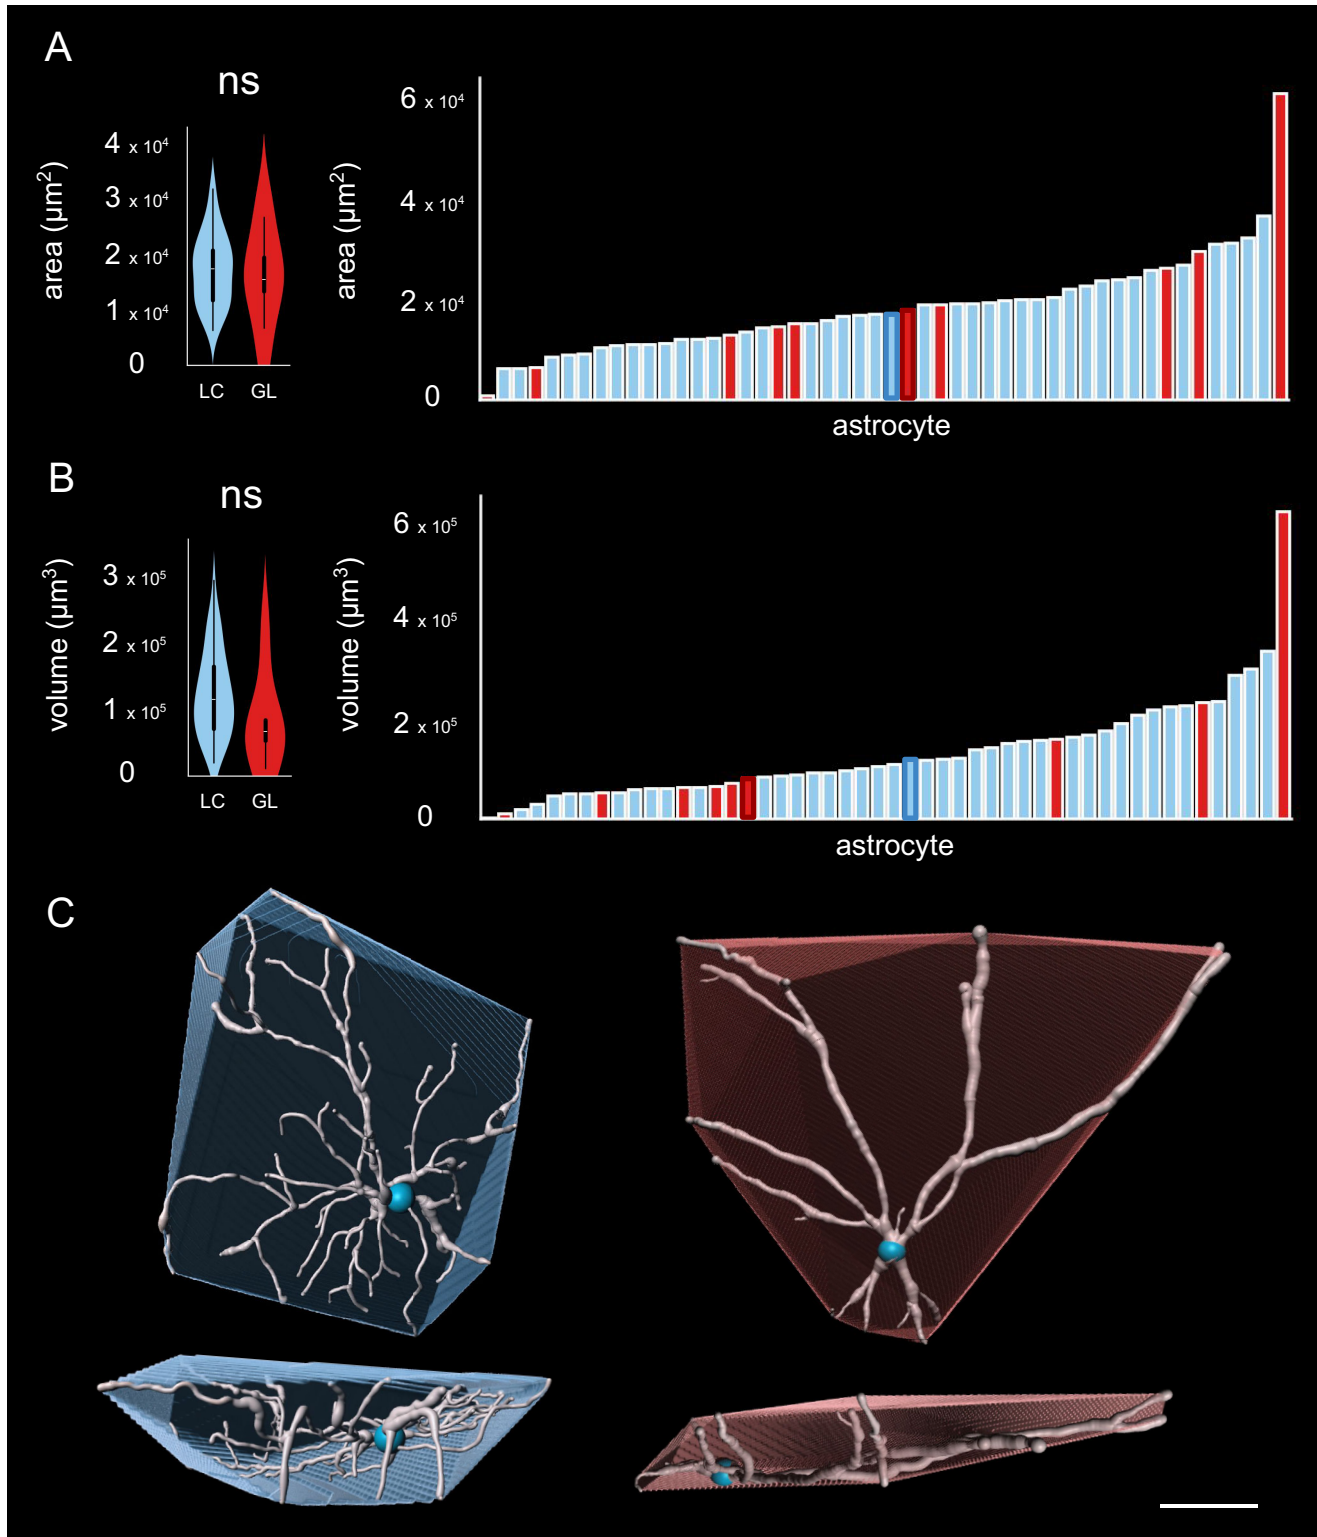 A
ns
area (µm²)
4 x 10⁴
3 x 10⁴
2 x 10⁴
1 x 10⁴
0
LC GL
area (µm²)
6 x 10⁴
4 x 10⁴
2 x 10⁴
0
astrocyte
B
ns
volume (µm³)
3 x 10⁵
2 x 10⁵
1 x 10⁵
0
LC GL
volume (µm³)
6 x 10⁵
4 x 10⁵
2 x 10⁵
0
astrocyte
C